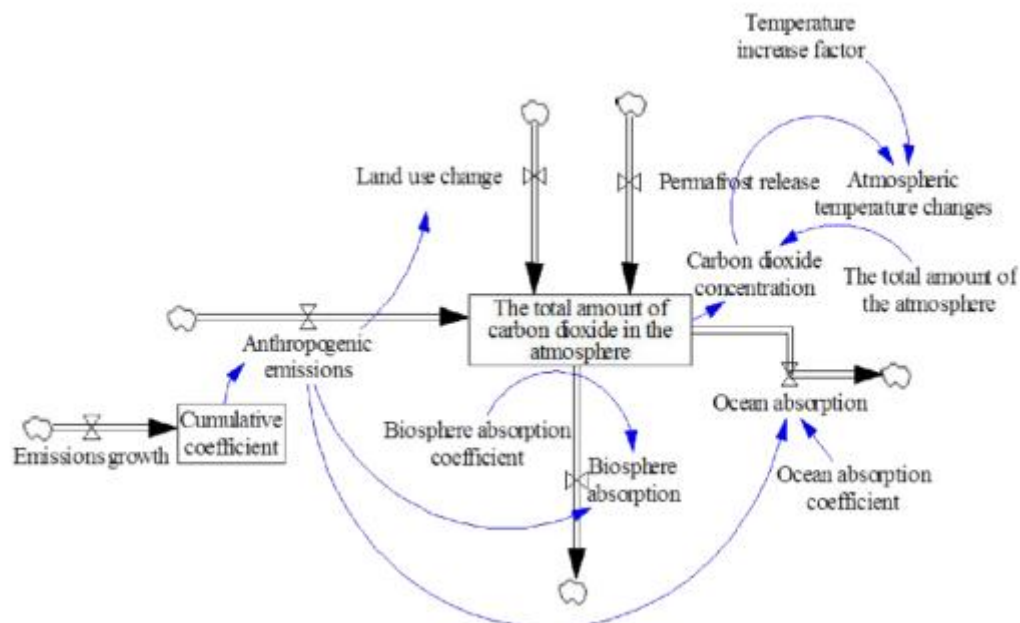 Temperature
increase factor
Land use change
Permafrost release
Atmospheric
temperature changes
Carbon dioxide
concentration
The total amount of
the atmosphere
The total amount of
carbon dioxide in the
atmosphere
Anthropogenic
emissions
Cumulative
coefficient
Emissions growth
Biosphere absorption
coefficient
Biosphere
absorption
Ocean absorption
Ocean absorption
coefficient